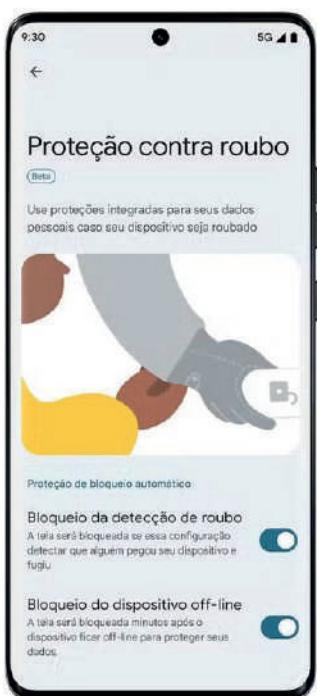 9:30
5G
Proteção contra roubo
Beta
Use proteções integradas para seus dados
pessoais caso seu dispositivo seja roubado
Proteção de bloqueio automático
Bloqueio da detecção de roubo
A tela será bloqueada se essa configuração
detectar que alguém pegou seu dispositivo e
fugiu
Bloqueio do dispositivo off-line
A tela será bloqueada minutos após o
dispositivo ficar off-line para proteger seus
dados.